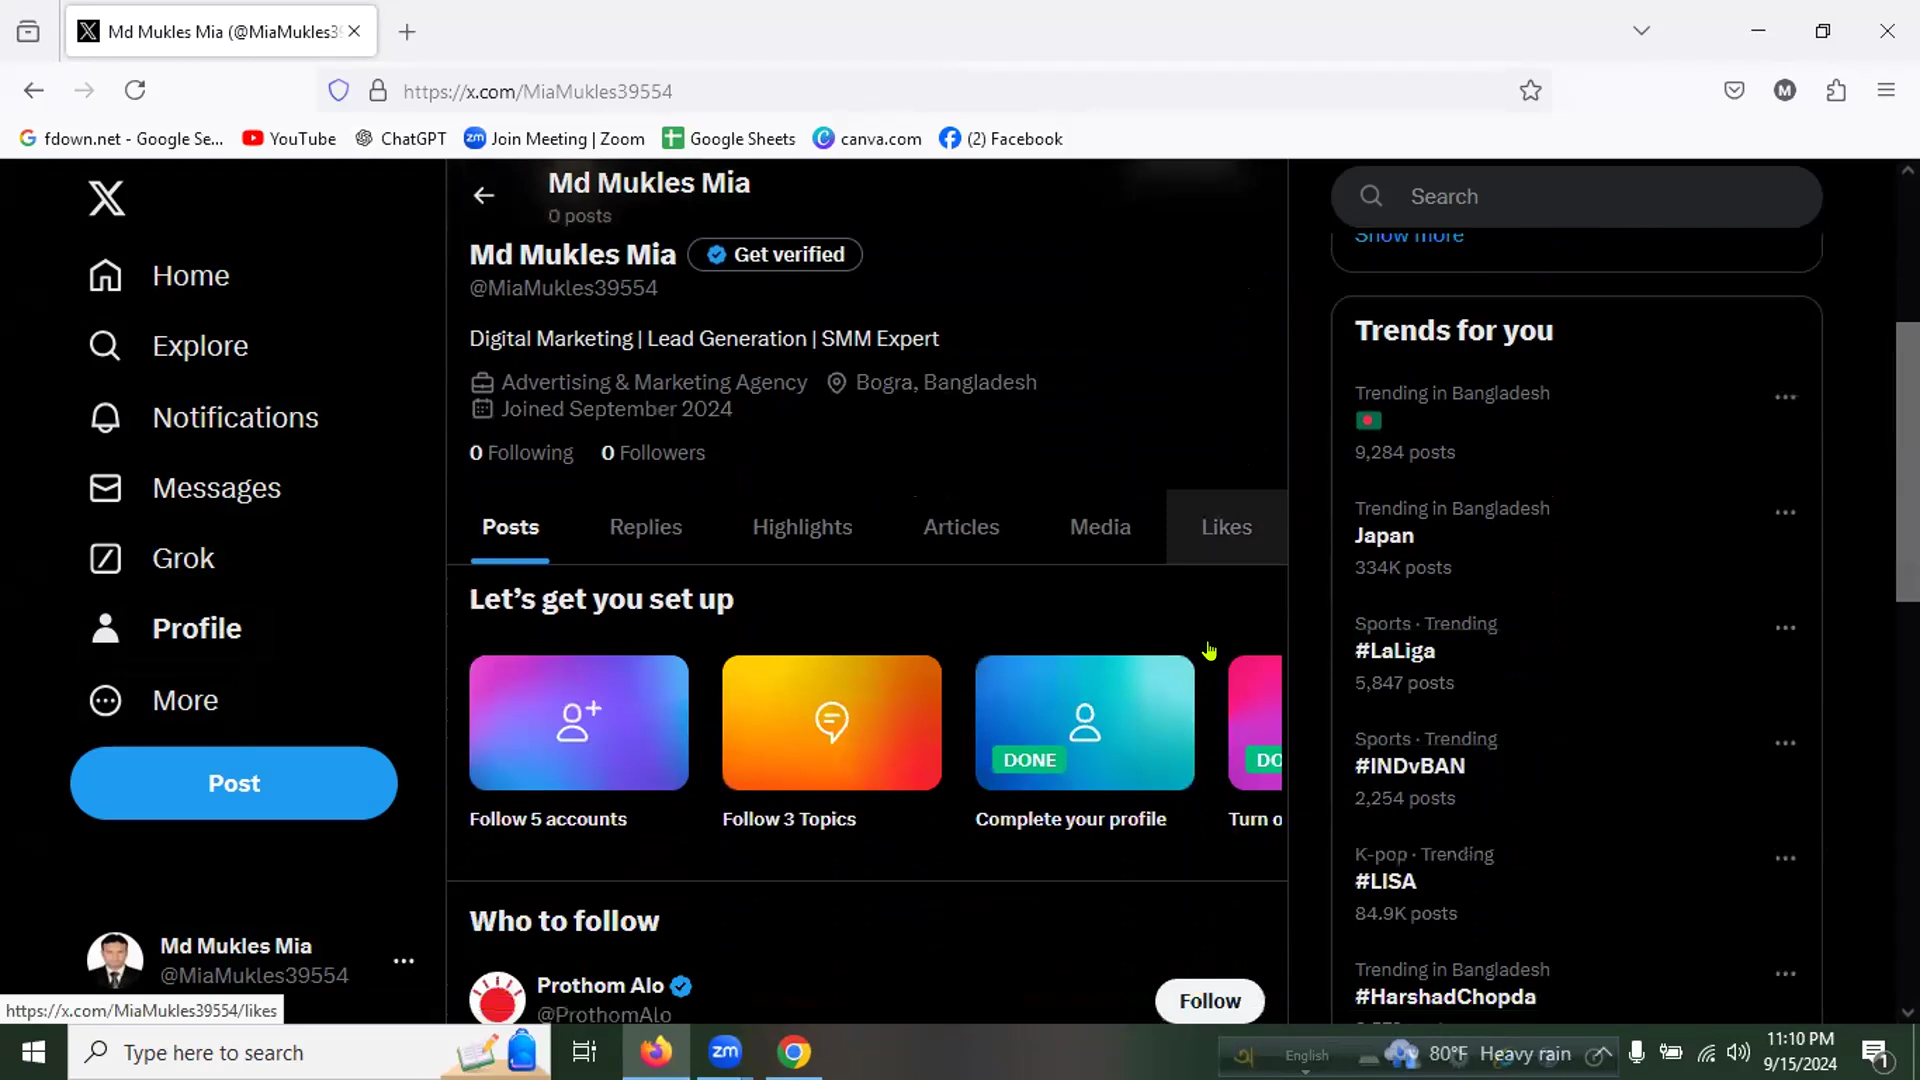 Md Mukles Mia (@MiaMukles3
https://x.com/MiaMukles39554
M
fdown.net - Google Se...
YouTube
ChatGPT
zm Join Meeting | Zoom
Google Sheets
canva.com
(2) Facebook
Home
Explore
Notifications
Messages
Grok
Profile
More
Post
Md Mukles Mia
@MiaMukles39554
https://x.com/MiaMukles39554/likes
Md Mukles Mia
0 posts
Md Mukles Mia
Get verified
@MiaMukles39554
Digital Marketing | Lead Generation | SMM Expert
Advertising & Marketing Agency
Bogra, Bangladesh
Joined September 2024
0 Following
0 Followers
Posts
Replies
Highlights
Articles
Media
Likes
Let's get you set up
DONE
DO
Follow 5 accounts
Follow 3 Topics
Complete your profile
Turn o
Who to follow
Prothom Alo
@ProthomAlo
Follow
Search
Show more
Trends for you
Trending in Bangladesh
🇧🇩
9,284 posts
Trending in Bangladesh
Japan
334K posts
Sports · Trending
#LaLiga
5,847 posts
Sports · Trending
#INDvBAN
2,254 posts
K-pop · Trending
#LISA
84.9K posts
Trending in Bangladesh
#HarshadChopda
Type here to search
zm
English
80°F Heavy rain
11:10 PM
9/15/2024
1